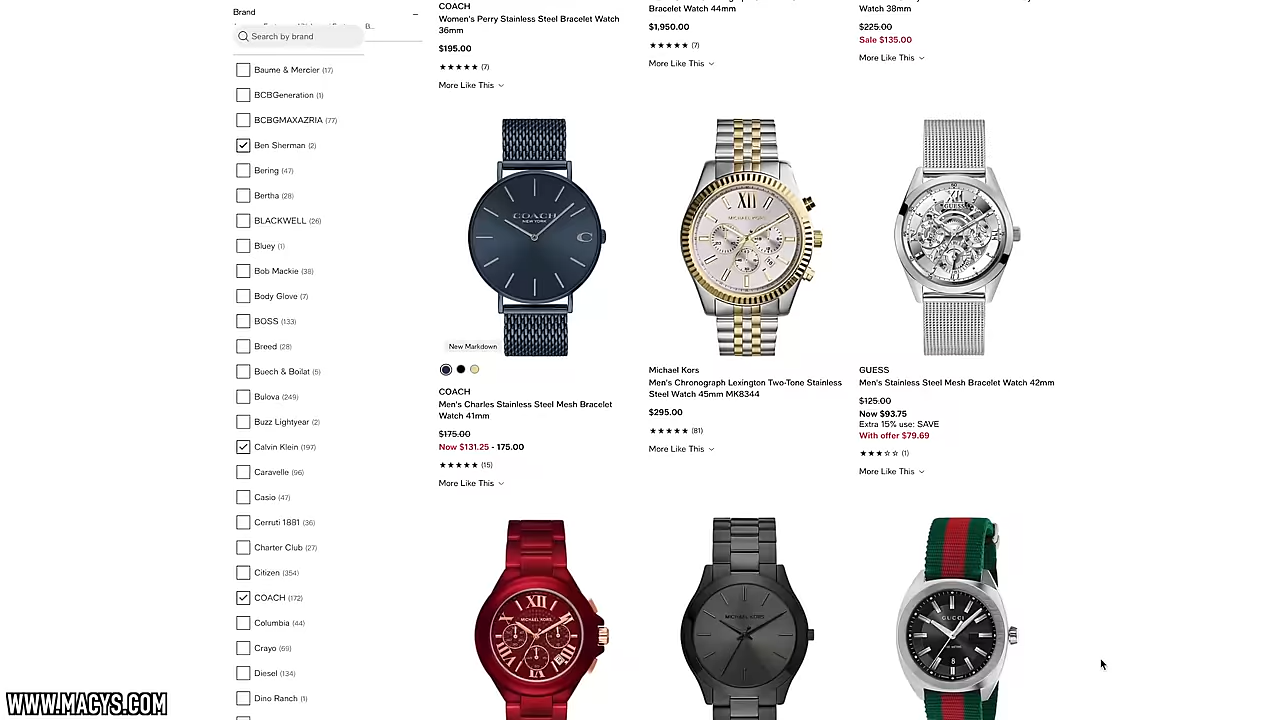 Brand
–
Search by brand
Baume & Mercier (17)
BCBGeneration (1)
BCBGMAXAZRIA (77)
Ben Sherman (2)
Bering (47)
Bertha (28)
BLACKWELL (26)
Bluey (1)
Bob Mackie (38)
Body Glove (7)
BOSS (133)
Breed (28)
Buech & Boilat (5)
Bulova (249)
Buzz Lightyear (2)
Calvin Klein (197)
Caravelle (96)
Casio (47)
Cerruti 1881 (36)
Charter Club (27)
Citizen (354)
COACH (172)
Columbia (44)
Crayo (69)
Diesel (134)
Dino Ranch (1)
COACH
Women's Perry Stainless Steel Bracelet Watch
36mm
$195.00
(7)
More Like This
Bracelet Watch 44mm
$1,950.00
(7)
More Like This
Watch 38mm
$225.00
Sale $135.00
More Like This
COACH
NEW YORK
New Markdown
COACH
Men's Charles Stainless Steel Mesh Bracelet
Watch 41mm
$175.00
Now $131.25 - 175.00
(15)
More Like This
MICHAEL KORS
Michael Kors
Men's Chronograph Lexington Two-Tone Stainless
Steel Watch 45mm MK8344
$295.00
(81)
More Like This
GUESS
GUESS
Men's Stainless Steel Mesh Bracelet Watch 42mm
$125.00
Now $93.75
Extra 15% use: SAVE
With offer $79.69
(1)
More Like This
MICHAEL KORS
MICHAEL KORS
GUCCI
WWW.MACYS.COM